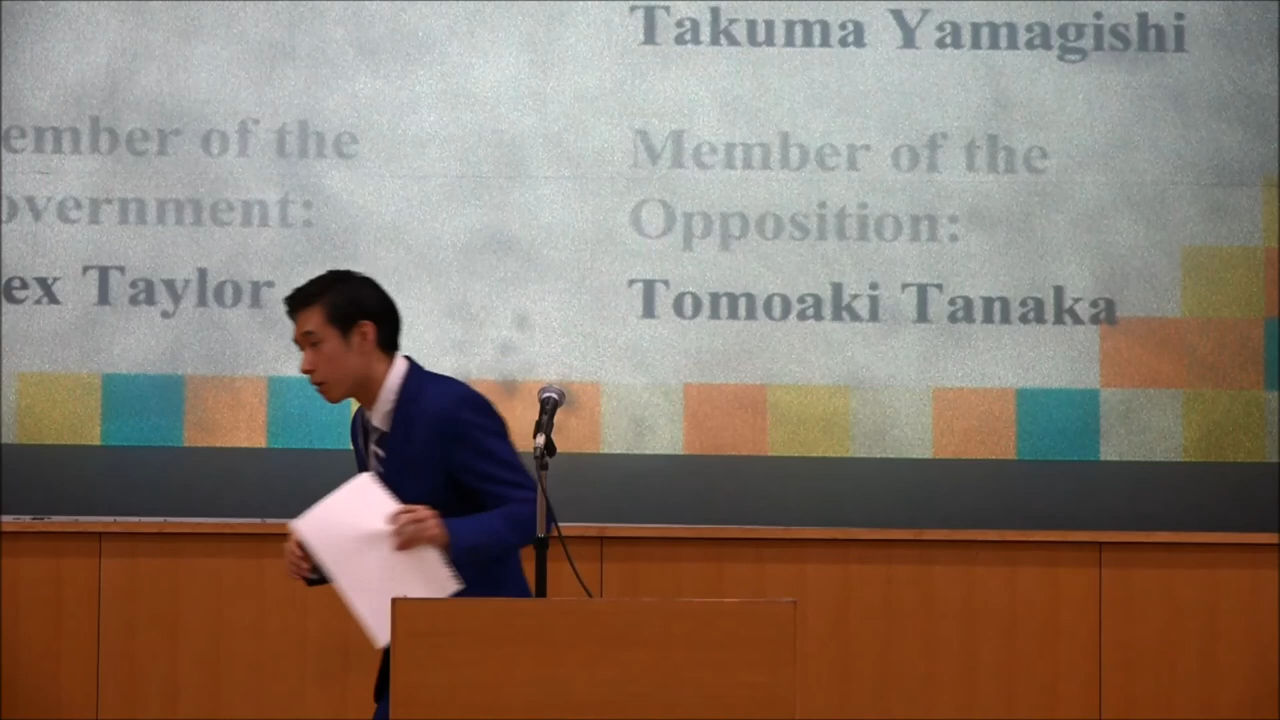 Takuma Yamagishi
ember of the
overnment:
ex Taylor
Member of the
Opposition:
Tomoaki Tanaka